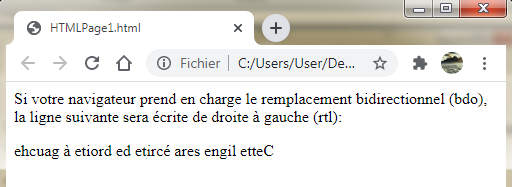 HTMLPage1.html
Fichier
C:/Users/User/De...
Si votre navigateur prend en charge le remplacement bidirectionnel (bdo),
la ligne suivante sera écrite de droite à gauche (rtl):
ehcuag à etiord ed etircé ares engil etteC